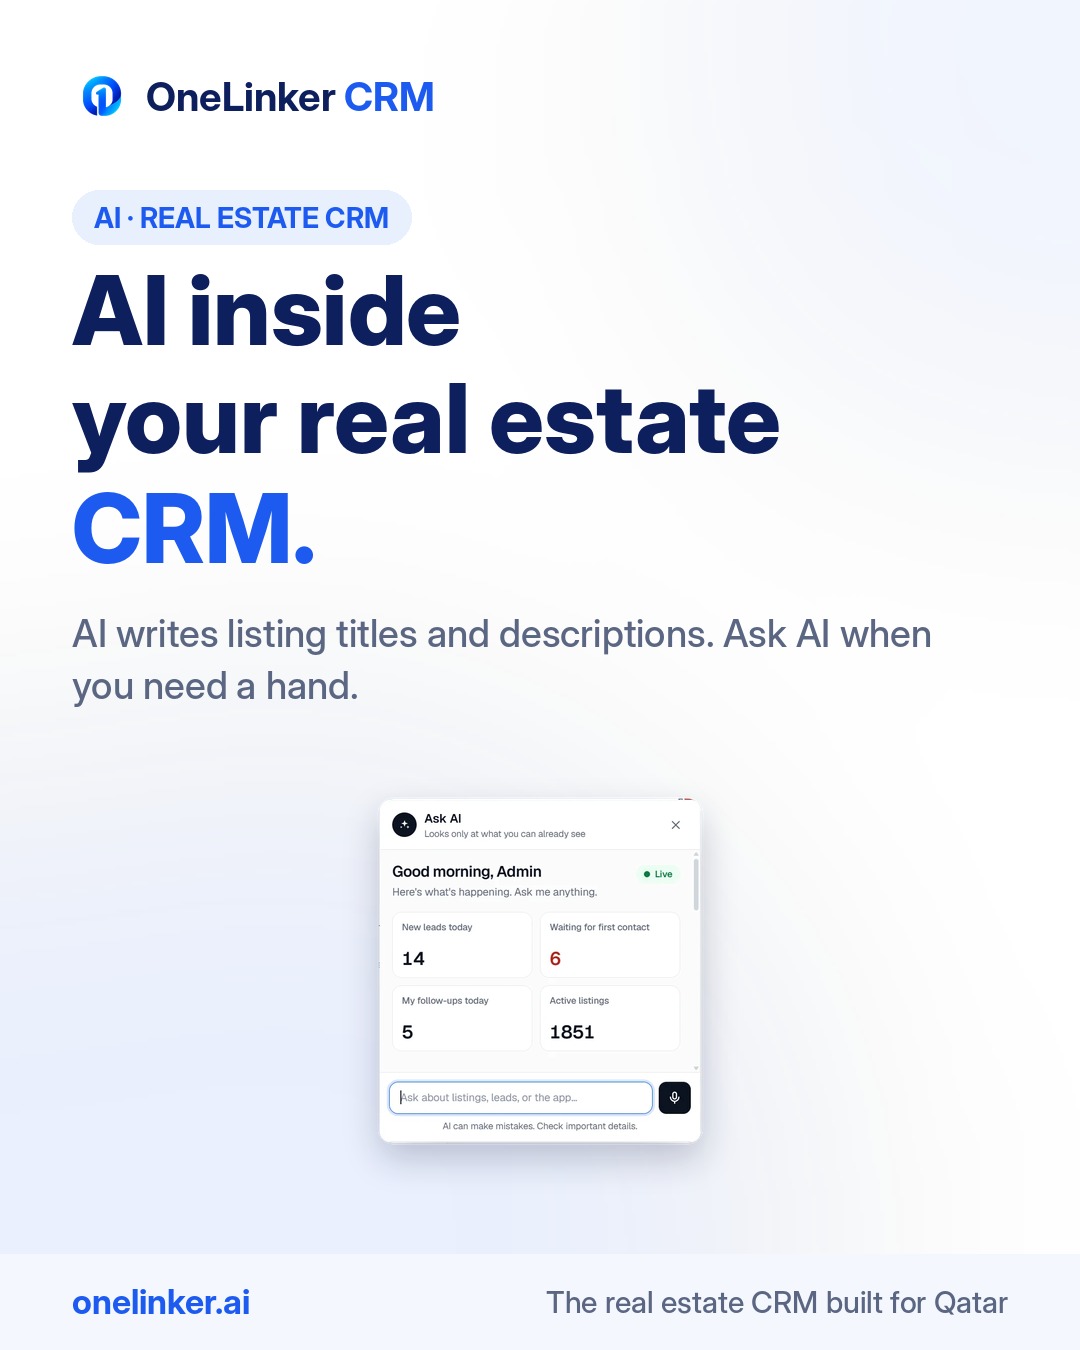 OneLinker CRM
AI · REAL ESTATE CRM
AI inside
your real estate
CRM.
AI writes listing titles and descriptions. Ask AI when
you need a hand.
Ask AI
Looks only at what you can already see
Good morning, Admin
Live
Here's what's happening. Ask me anything.
New leads today
14
Waiting for first contact
6
My follow-ups today
5
Active listings
1851
Ask about listings, leads, or the app...
AI can make mistakes. Check important details.
onelinker.ai
The real estate CRM built for Qatar